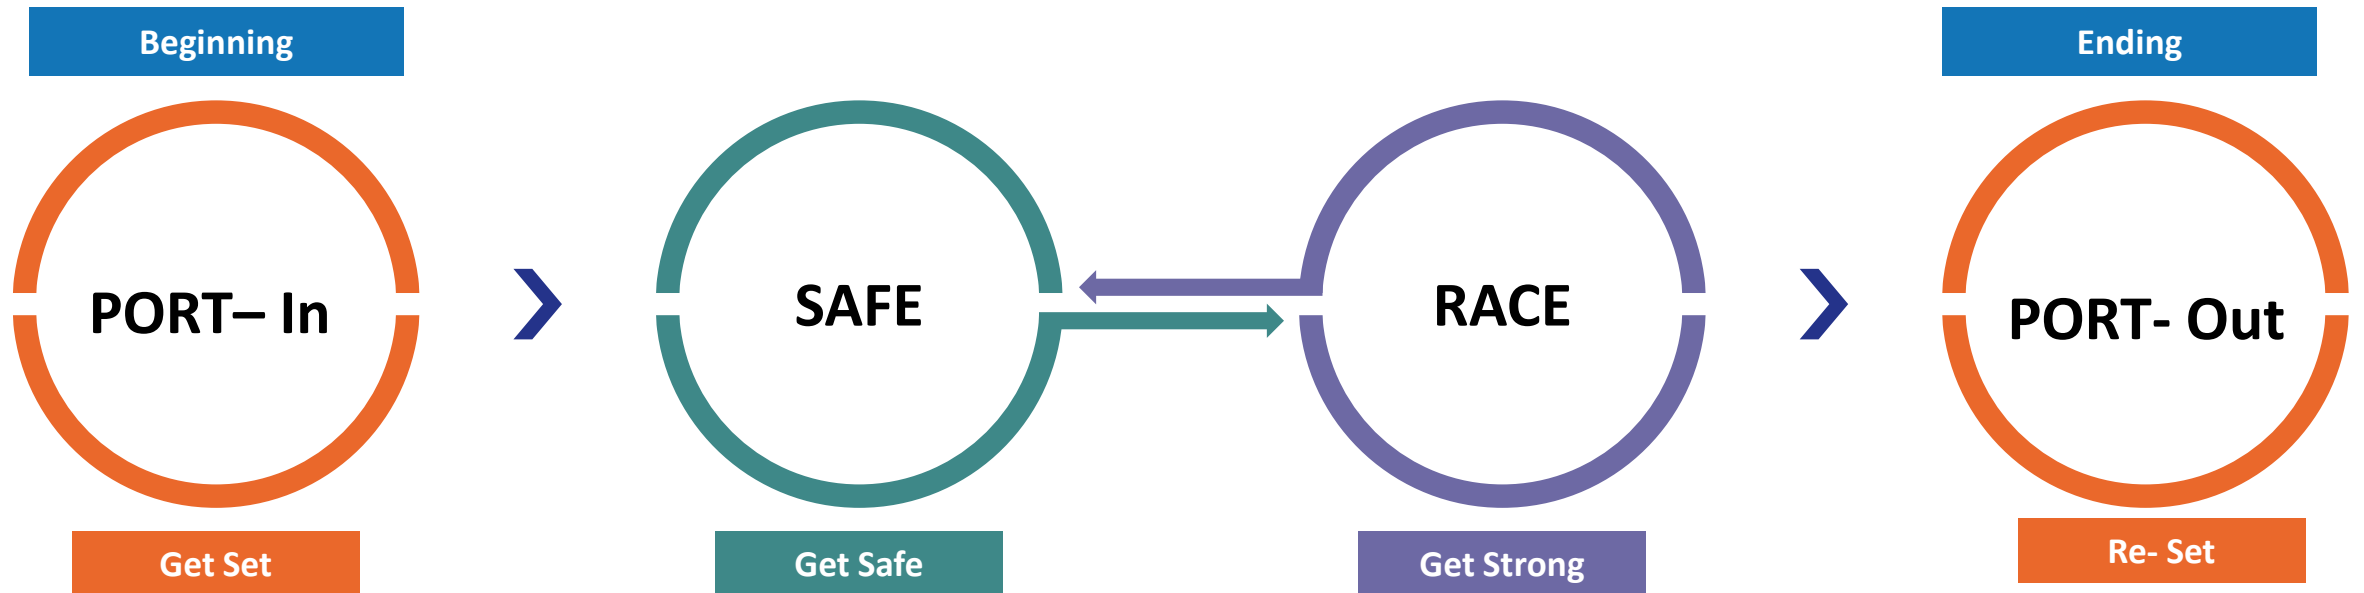 Beginning
Ending
PORT– In
SAFE
RACE
PORT- Out
Get Set
Get Safe
Get Strong
Re- Set